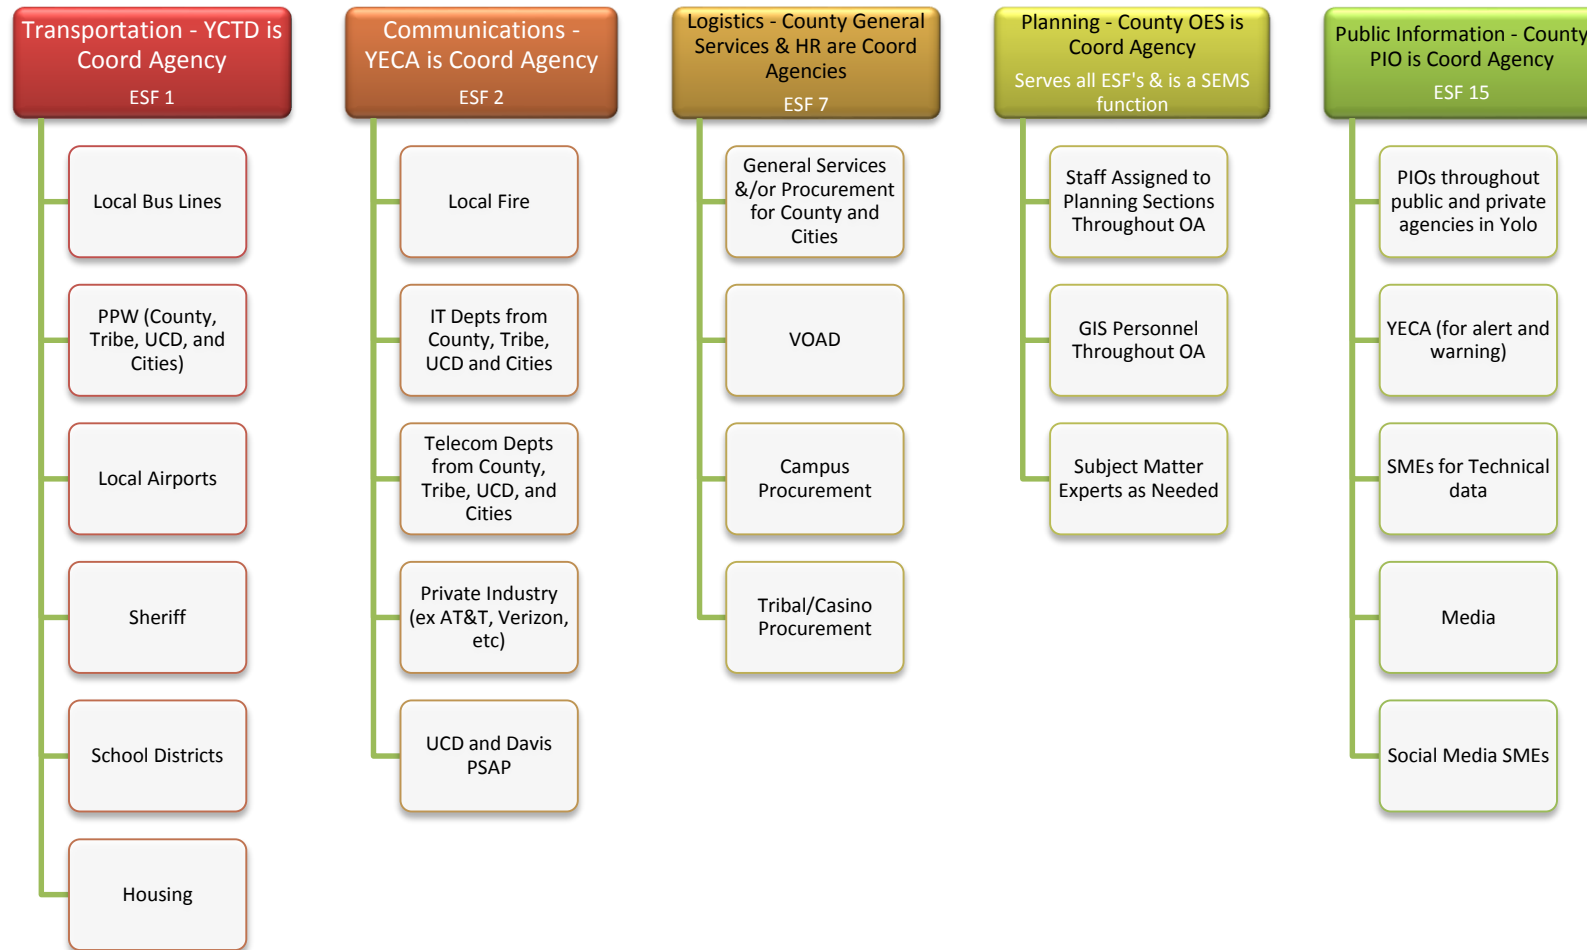 Transportation - YCTD is
Coord Agency
ESF 1
Local Bus Lines
PPW (County,
Tribe, UCD, and
Cities)
Local Airports
Sheriff
School Districts
Housing
Communications -
YECA is Coord Agency
ESF 2
Local Fire
IT Depts from
County, Tribe,
UCD and Cities
Telecom Depts
from County,
Tribe, UCD, and
Cities
Private Industry
(ex AT&T, Verizon,
etc)
UCD and Davis
PSAP
Logistics - County General
Services & HR are Coord
Agencies
ESF 7
General Services
&/or Procurement
for County and
Cities
VOAD
Campus
Procurement
Tribal/Casino
Procurement
Planning - County OES is
Coord Agency
Serves all ESF's & is a SEMS
function
Staff Assigned to
Planning Sections
Throughout OA
GIS Personnel
Throughout OA
Subject Matter
Experts as Needed
Public Information - County
PIO is Coord Agency
ESF 15
PIOs throughout
public and private
agencies in Yolo
YECA (for alert and
warning)
SMEs for Technical
data
Media
Social Media SMEs